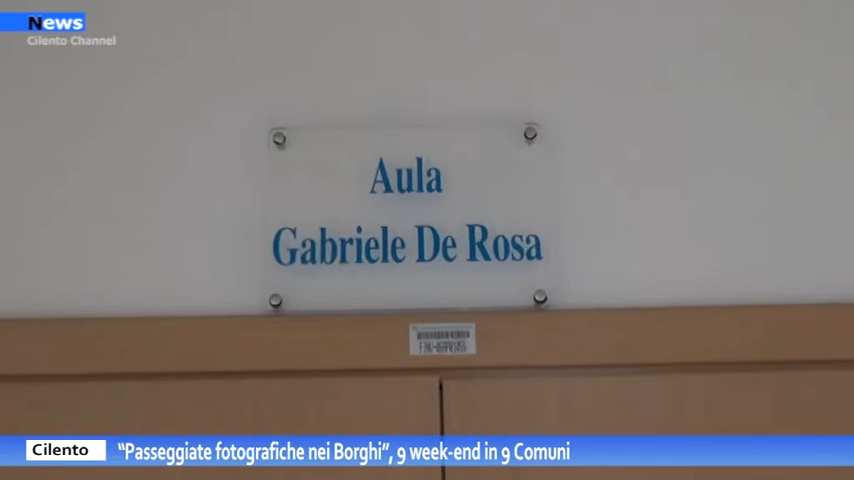 News
Cilento Channel
Aula
Gabriele De Rosa
Cilento
“Passeggiate fotografiche nei Borghi”, 9 week-end in 9 Comuni